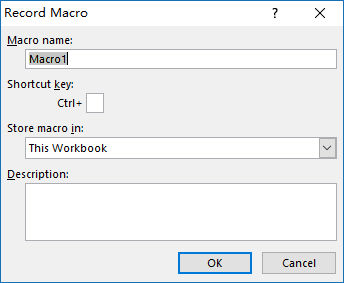 Record Macro
?
Macro name:
Macro1
Shortcut key:
Ctrl+
Store macro in:
This Workbook
Description:
OK Cancel